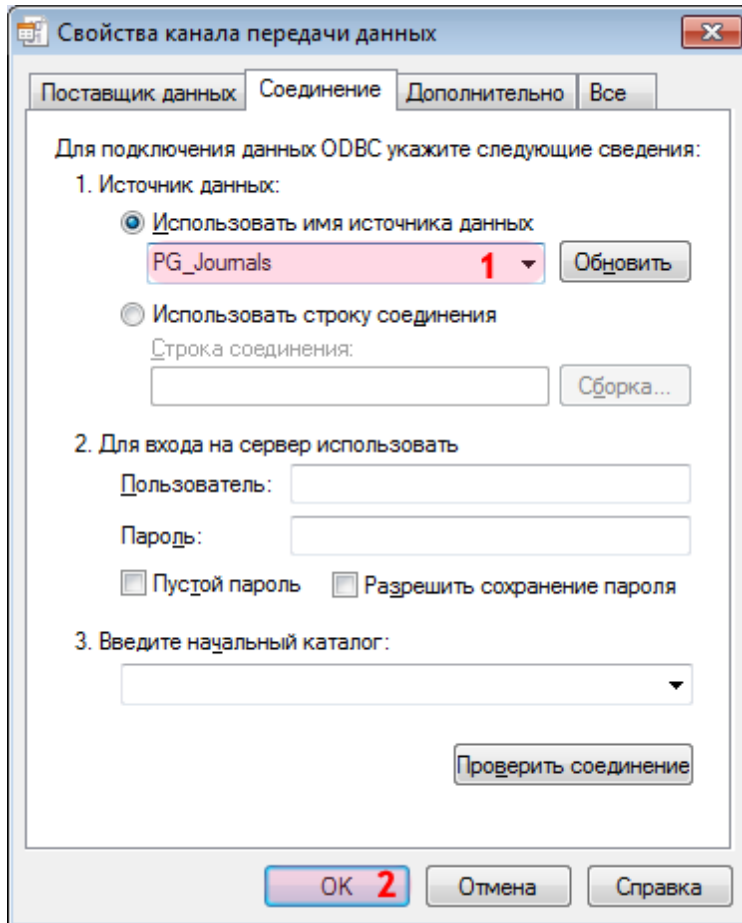 Свойства канала передачи данных
Поставщик данных Соединение Дополнительно Все
Для подключения данных ODBC укажите следующие сведения:
1. Источник данных:
Использовать имя источника данных
PG_Journals 1 Обновить
Использовать строку соединения
Строка соединения:
Сборка...
2. Для входа на сервер использовать
Пользователь:
Пароль:
Пустой пароль Разрешить сохранение пароля
3. Введите начальный каталог:
Проверить соединение
OK 2 Отмена Справка